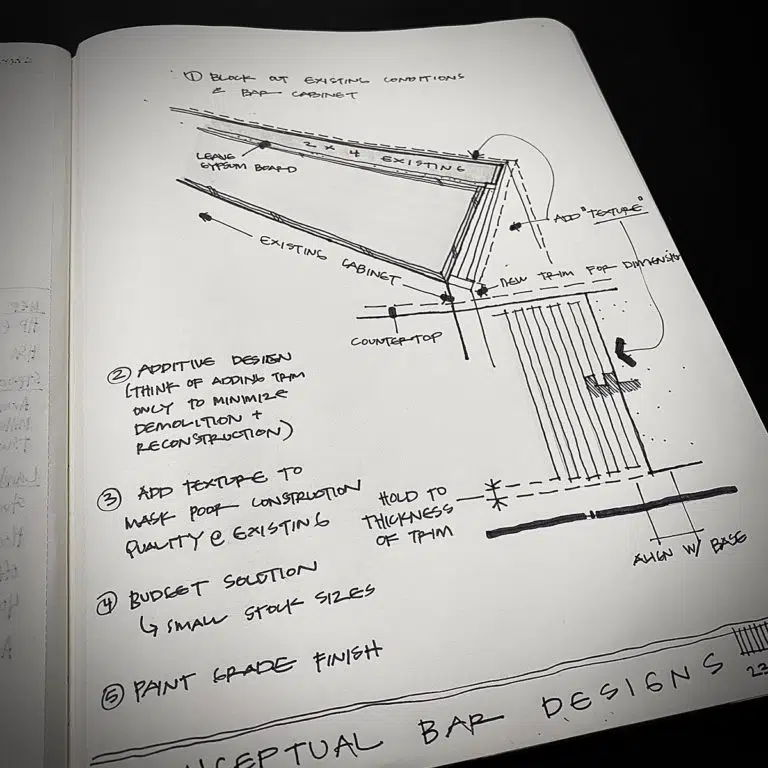 ① BLOCK OUT EXISTING CONDITIONS
& BAR CABINET
2 x 4 EXISTING
LEAVE
GYPSUM BOARD
ADD "TEXTURE"
EXISTING CABINET
NEW TRIM FOR DIMENSION
COUNTERTOP
② ADDITIVE DESIGN
(THINK OF ADDING TRIM
ONLY TO MINIMIZE
DEMOLITION +
RECONSTRUCTION)
③ ADD TEXTURE TO
MASK POOR CONSTRUCTION
QUALITY @ EXISTING
HOLD TO
THICKNESS
OF TRIM
ALIGN W/ BASE
④ BUDGET SOLUTION
↳ SMALL STOCK SIZES
⑤ PAINT GRADE FINISH
NCEPTUAL BAR DESIGNS